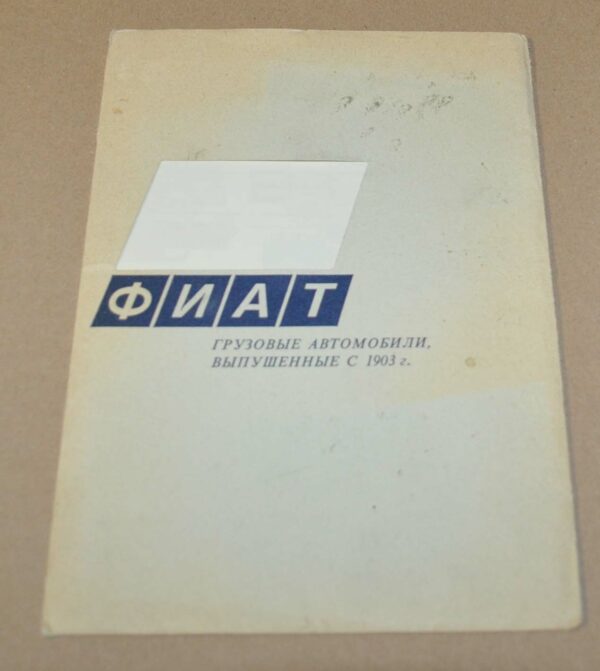 ФИАТ
ГРУЗОВЫЕ АВТОМОБИЛИ,
ВЫПУШЕННЫЕ С 1903 г.